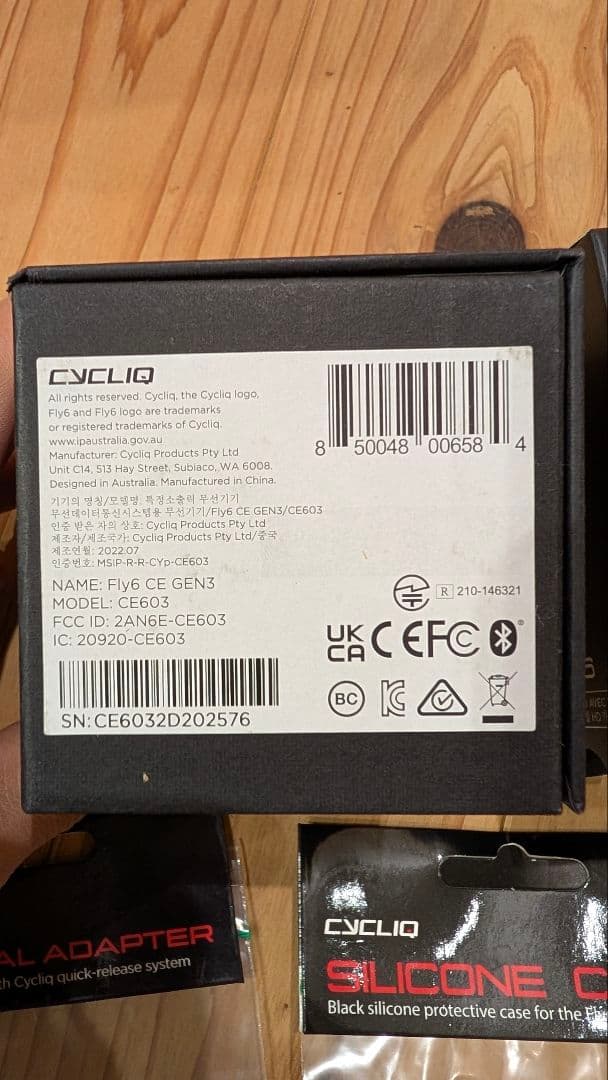 CYCLIQ
All rights reserved. Cycliq, the Cycliq logo,
Fly6 and Fly6 logo are trademarks
or registered trademarks of Cycliq.
www.ipaustralia.gov.au
Manufacturer: Cycliq Products Pty Ltd
Unit C14, 513 Hay Street, Subiaco, WA 6008.
Designed in Australia. Manufactured in China.
기기의 명칭/모델명: 특정소출력 무선기기
무선데이터통신시스템용 무선기기/Fly6 CE GEN3/CE603
인증 받은 자의 상호: Cycliq Products Pty Ltd
제조자/제조국가: Cycliq Products Pty Ltd/중국
제조연월: 2022.07
인증번호: MSIP-R-R-CYp-CE603
NAME: Fly6 CE GEN3
MODEL: CE603
FCC ID: 2AN6E-CE603
IC: 20920-CE603
SN:CE6032D202576
8 50048 00658 4
R 210-146321
UK
CA CE FC
BC KC
AL ADAPTER
th Cycliq quick-release system
CYCLIQ
SILICONE C
Black silicone protective case for the